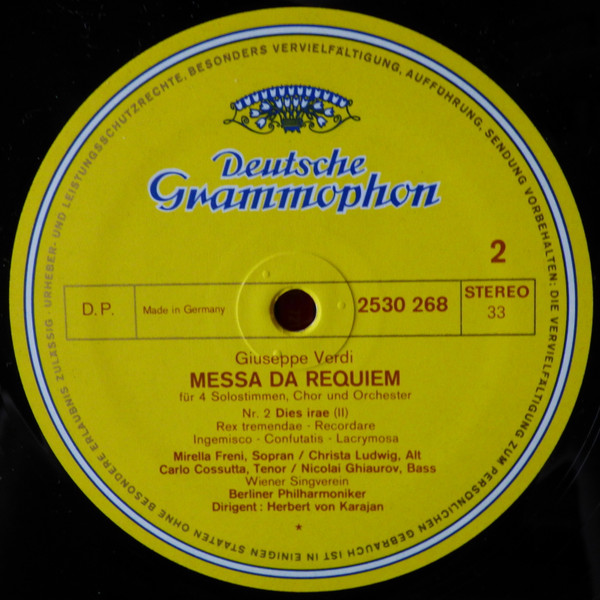 URHEBER- UND LEISTUNGSSCHUTZRECHTE, BESONDERS VERVIELFÄLTIGUNG, AUFFÜHRUNG, SENDUNG VORBEHALTEN: DIE VERVIELFÄLTIGUNG ZUM PERSÖNLICHEN GEBRAUCH IST IN EINIGEN STAATEN OHNE BESONDERE ERLAUBNIS ZULÄSSIG ·
Deutsche
Grammophon
2
D.P.
Made in Germany
2530 268
STEREO
33
Giuseppe Verdi
MESSA DA REQUIEM
für 4 Solostimmen, Chor und Orchester
Nr. 2 Dies irae (II)
Rex tremendae · Recordare
Ingemisco · Confutatis · Lacrymosa
Mirella Freni, Sopran / Christa Ludwig, Alt
Carlo Cossutta, Tenor / Nicolai Ghiaurov, Bass
Wiener Singverein
Berliner Philharmoniker
Dirigent: Herbert von Karajan
*